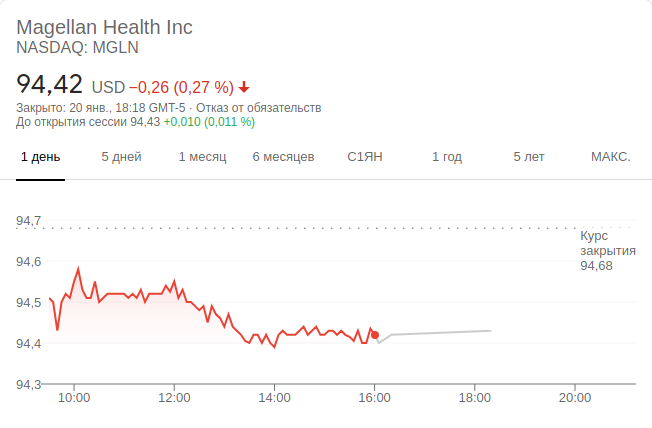 Magellan Health Inc
NASDAQ: MGLN
94,42 USD −0,26 (0,27 %)
Закрыто: 20 янв., 18:18 GMT-5 · Отказ от обязательств
До открытия сессии 94,43 +0,010 (0,011 %)
1 день 5 дней 1 месяц 6 месяцев С1ЯН 1 год 5 лет МАКС.
94,7
Курс
закрытия
94,68
94,6
94,5
94,4
94,3
10:00 12:00 14:00 16:00 18:00 20:00